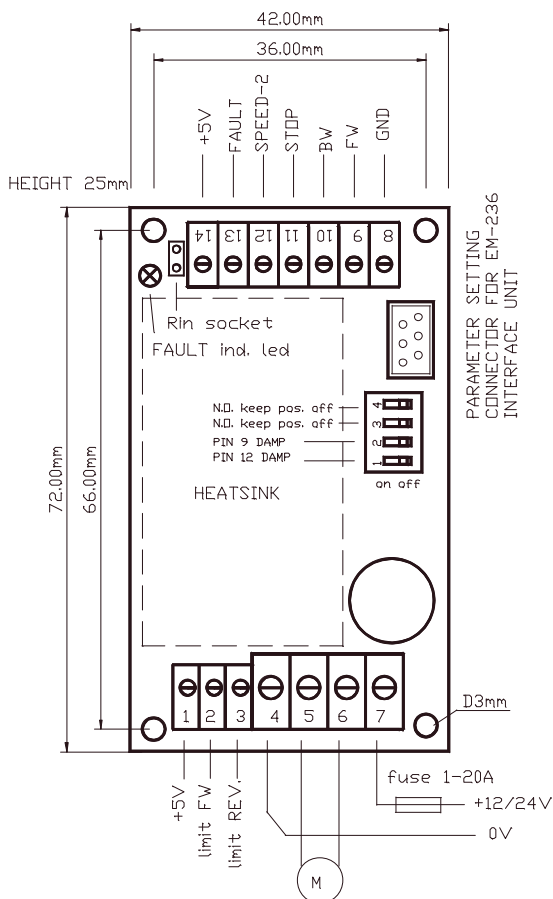 42.00mm
36.00mm
+5V
FAULT
SPEED-2
STOP
BW
FW
GND
HEIGHT 25mm
14
13
12
11
10
9
8
Rin socket
FAULT ind. led
PARAMETER SETTING
CONNECTOR FOR EM-236
INTERFACE UNIT
N.O. keep pos. off
N.O. keep pos. off
PIN 9 DAMP
PIN 12 DAMP
4
3
2
1
on off
72.00mm
66.00mm
HEATSINK
1
2
3
4
5
6
7
D3mm
+5V
limit FW
limit REV.
fuse 1-20A
+12/24V
0V
M